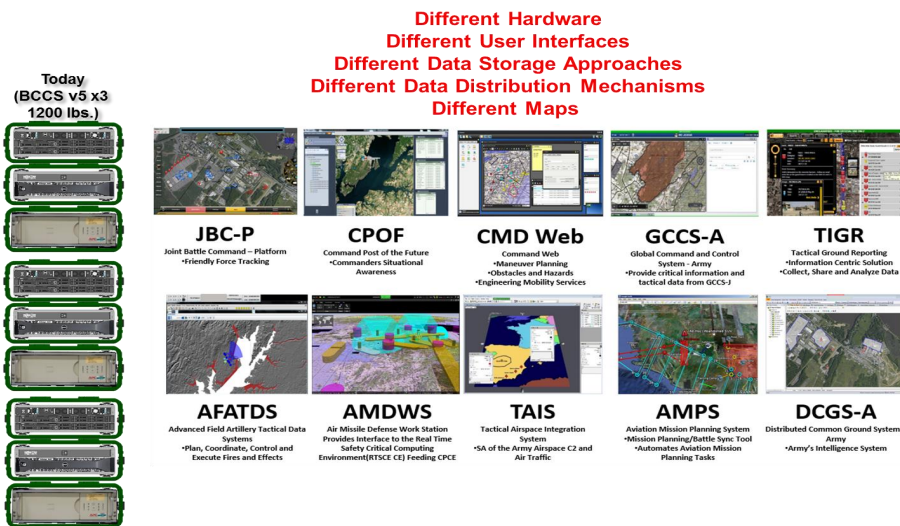 Different Hardware
Different User Interfaces
Different Data Storage Approaches
Different Data Distribution Mechanisms
Different Maps
Today
(BCCS v5 x3
1200 lbs.)
JBC-P
Joint Battle Command – Platform
•Friendly Force Tracking
CPOF
Command Post of the Future
•Commanders Situational
Awareness
CMD Web
Command Web
•Maneuver Planning
•Obstacles and Hazards
•Engineering Mobility Services
GCCS-A
Global Command and Control
System - Army
•Provide critical information and
tactical data from GCCS-J
TIGR
Tactical Ground Reporting
•Information Centric Solution
•Collect, Share and Analyze Data
AFATDS
Advanced Field Artillery Tactical Data
Systems
•Plan, Coordinate, Control and
Execute Fires and Effects
AMDWS
Air Missile Defense Work Station
Provides Interface to the Real Time
Safety Critical Computing
Environment(RTSCE CE) Feeding CPCE
TAIS
Tactical Airspace Integration
System
•SA of the Army Airspace C2 and
Air Traffic
AMPS
Aviation Mission Planning System
•Mission Planning/Battle Sync Tool
•Automates Aviation Mission
Planning Tasks
DCGS-A
Distributed Common Ground System
Army
•Army's Intelligence System